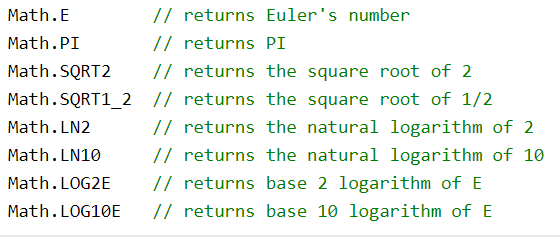 Math.E       // returns Euler's number
Math.PI      // returns PI
Math.SQRT2   // returns the square root of 2
Math.SQRT1_2 // returns the square root of 1/2
Math.LN2     // returns the natural logarithm of 2
Math.LN10    // returns the natural logarithm of 10
Math.LOG2E   // returns base 2 logarithm of E
Math.LOG10E  // returns base 10 logarithm of E